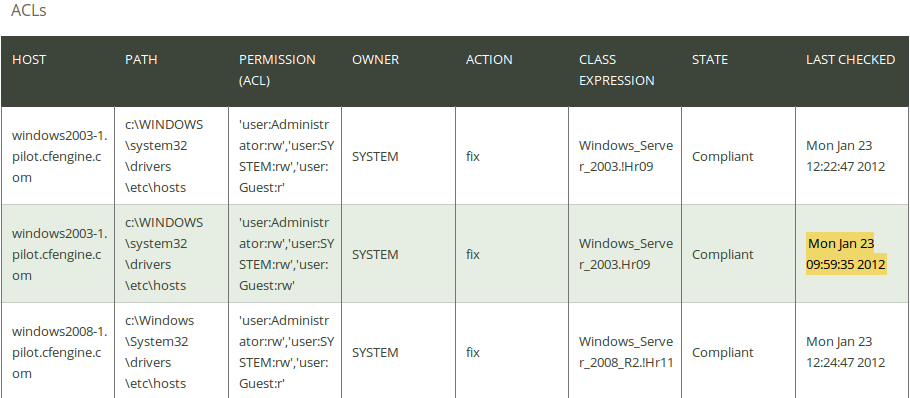 ACLs
HOST PATH PERMISSION (ACL) OWNER ACTION CLASS EXPRESSION STATE LAST CHECKED
windows2003-1.pilot.cfengine.com c:\WINDOWS\system32\drivers\etc\hosts 'user:Administrator:rw','user:SYSTEM:rw','user:Guest:r' SYSTEM fix Windows_Server_2003.!Hr09 Compliant Mon Jan 23 12:22:47 2012
windows2003-1.pilot.cfengine.com c:\WINDOWS\system32\drivers\etc\hosts 'user:Administrator:rw','user:SYSTEM:rw','user:Guest:rw' SYSTEM fix Windows_Server_2003.Hr09 Compliant Mon Jan 23 09:59:35 2012
windows2008-1.pilot.cfengine.com c:\Windows\System32\drivers\etc\hosts 'user:Administrator:rw','user:SYSTEM:rw','user:Guest:r' SYSTEM fix Windows_Server_2008_R2.!Hr11 Compliant Mon Jan 23 12:24:47 2012